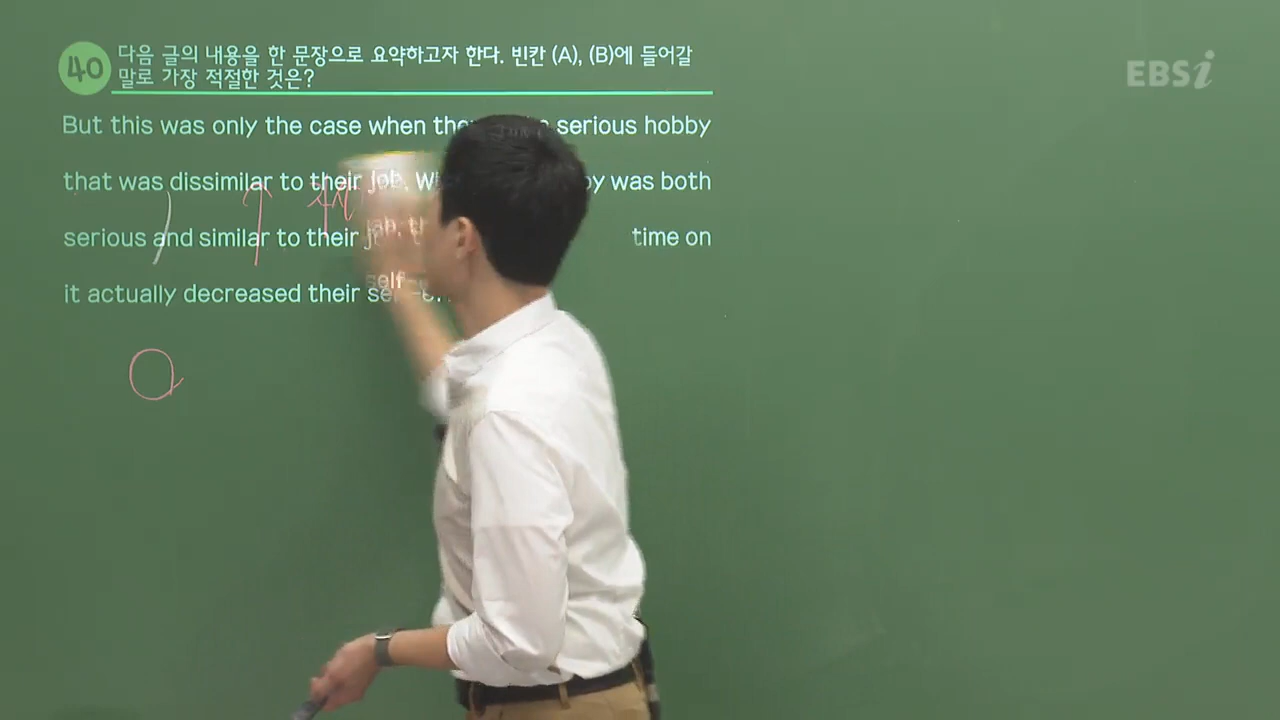 40 다음 글의 내용을 한 문장으로 요약하고자 한다. 빈칸 (A), (B)에 들어갈
말로 가장 적절한 것은?
EBSi
But this was only the case when serious hobby
that was dissimilar to their job. was both
serious and similar to their time on
it actually decreased their